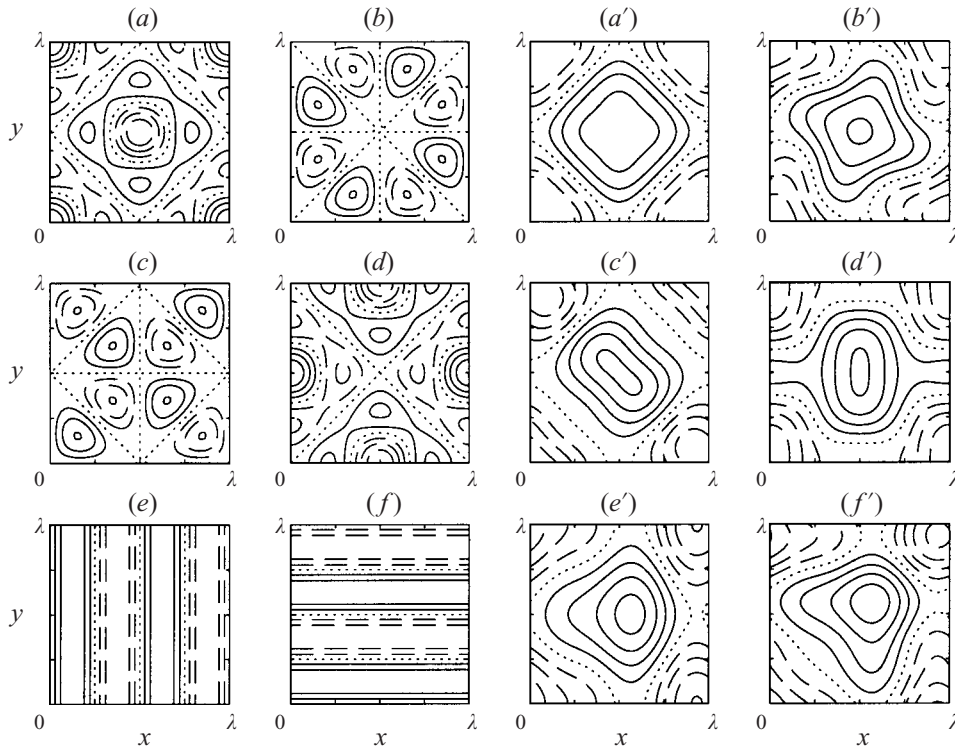 (a) (b) (a′) (b′)
λ λ λ λ
y y
0 λ 0 λ 0 λ 0 λ
(c) (d) (c′) (d′)
λ λ λ λ
y y
0 λ 0 λ 0 λ 0 λ
(e) (f) (e′) (f′)
λ λ λ λ
y y
0 λ 0 λ 0 λ 0 λ
x x x x